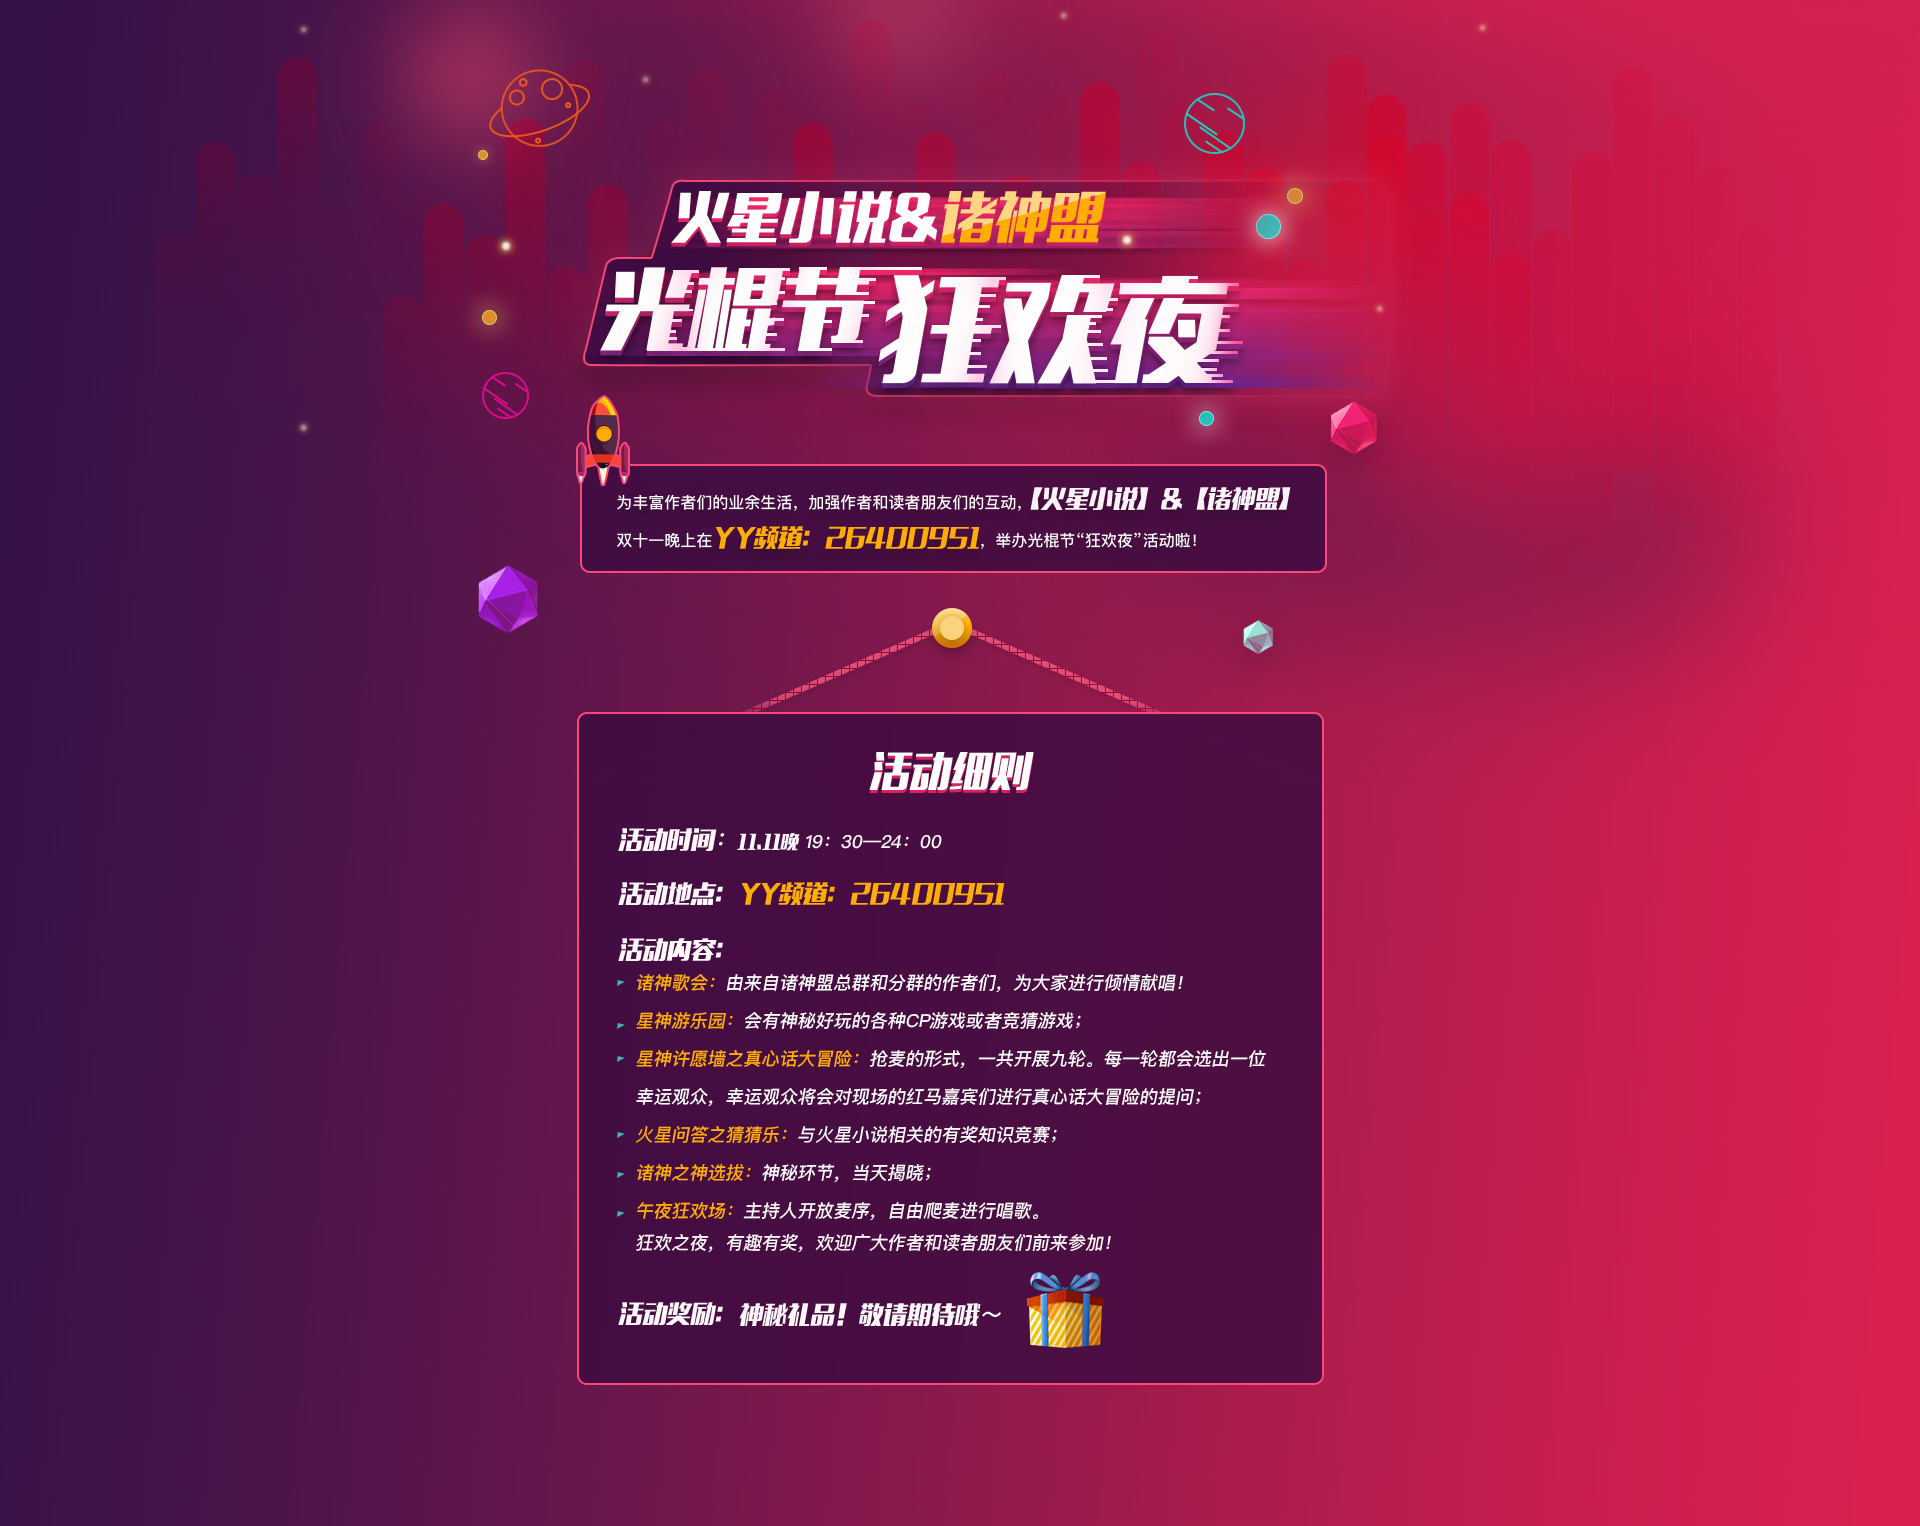 火星小说&诸神盟
光棍节狂欢夜
为丰富作者们的业余生活，加强作者和读者朋友们的互动，【火星小说】&【诸神盟】
双十一晚上在YY频道：26400951，举办光棍节“狂欢夜”活动啦！
活动细则
活动时间：11.11晚 19：30—24：00
活动地点： YY频道：26400951
活动内容：
诸神歌会：由来自诸神盟总群和分群的作者们，为大家进行倾情献唱！
星神游乐园：会有神秘好玩的各种CP游戏或者竞猜游戏；
星神许愿墙之真心话大冒险：抢麦的形式，一共开展九轮。每一轮都会选出一位
幸运观众，幸运观众将会对现场的红马嘉宾们进行真心话大冒险的提问；
火星问答之猜猜乐：与火星小说相关的有奖知识竞赛；
诸神之神选拔：神秘环节，当天揭晓；
午夜狂欢场：主持人开放麦序，自由爬麦进行唱歌。
狂欢之夜，有趣有奖，欢迎广大作者和读者朋友们前来参加！
活动奖励： 神秘礼品！敬请期待哦～